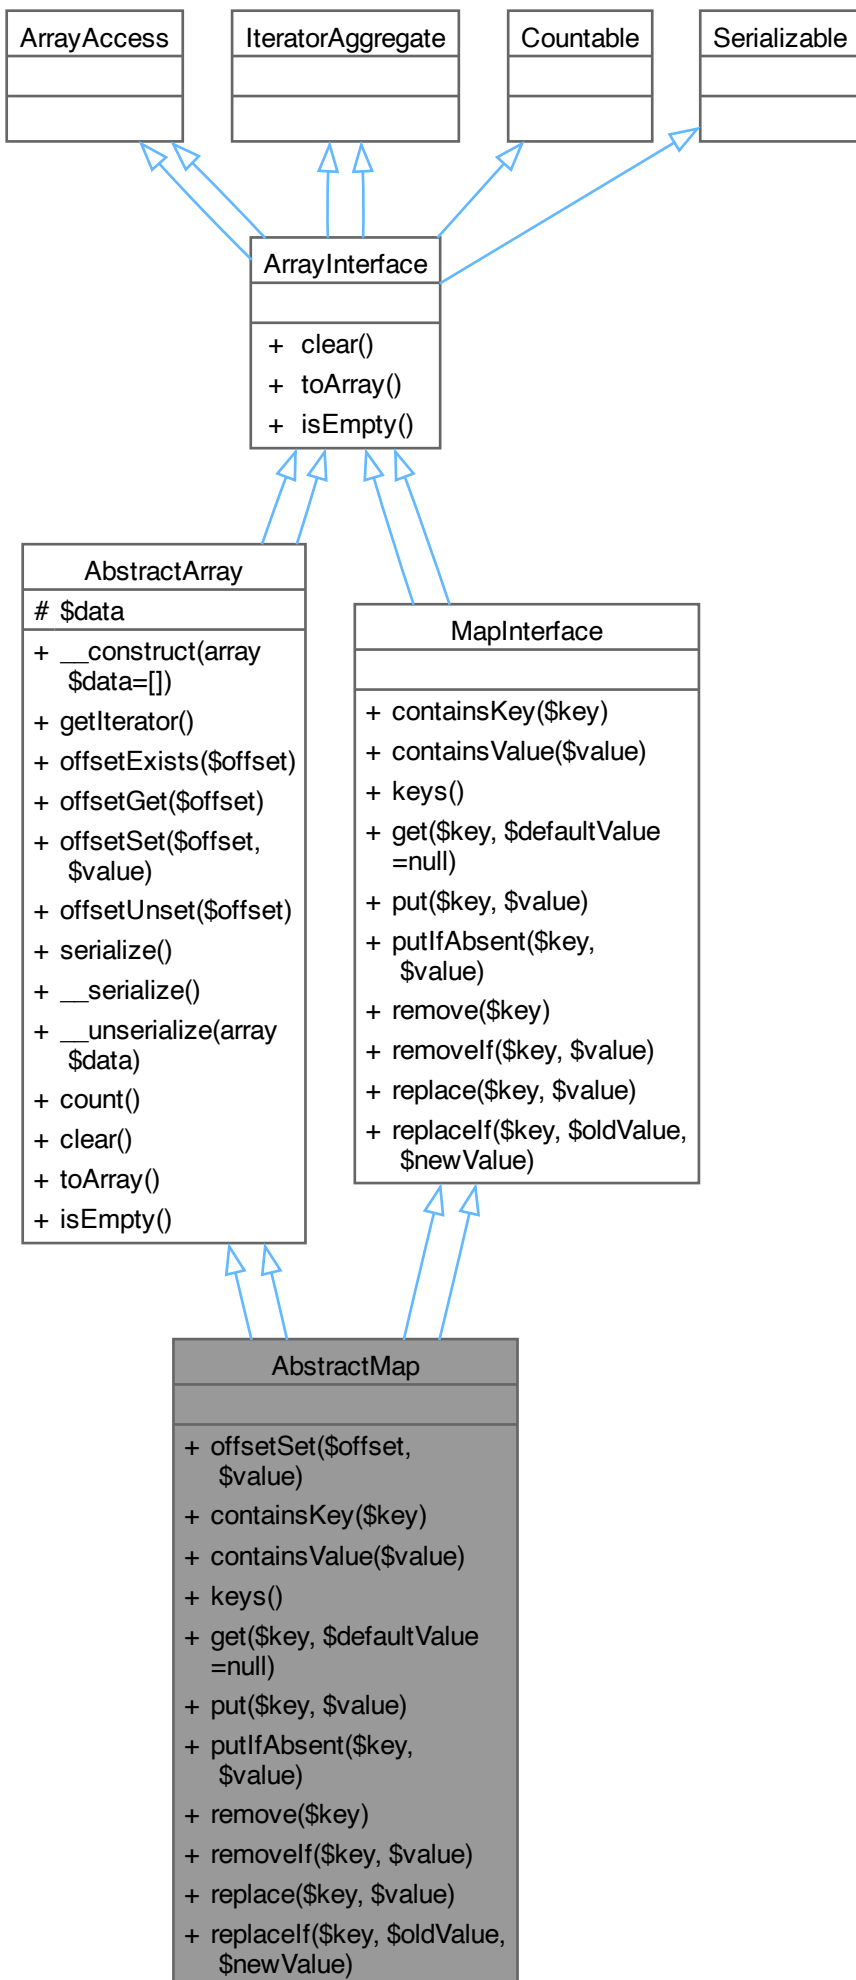 ArrayAccess
IteratorAggregate
Countable
Serializable
ArrayInterface
+ clear()
+ toArray()
+ isEmpty()
AbstractArray
# $data
+ __construct(array
$data=[])
+ getIterator()
+ offsetExists($offset)
+ offsetGet($offset)
+ offsetSet($offset,
$value)
+ offsetUnset($offset)
+ serialize()
+ __serialize()
+ __unserialize(array
$data)
+ count()
+ clear()
+ toArray()
+ isEmpty()
MapInterface
+ containsKey($key)
+ containsValue($value)
+ keys()
+ get($key, $defaultValue
=null)
+ put($key, $value)
+ putIfAbsent($key,
$value)
+ remove($key)
+ removeIf($key, $value)
+ replace($key, $value)
+ replaceIf($key, $oldValue,
$newValue)
AbstractMap
+ offsetSet($offset,
$value)
+ containsKey($key)
+ containsValue($value)
+ keys()
+ get($key, $defaultValue
=null)
+ put($key, $value)
+ putIfAbsent($key,
$value)
+ remove($key)
+ removeIf($key, $value)
+ replace($key, $value)
+ replaceIf($key, $oldValue,
$newValue)